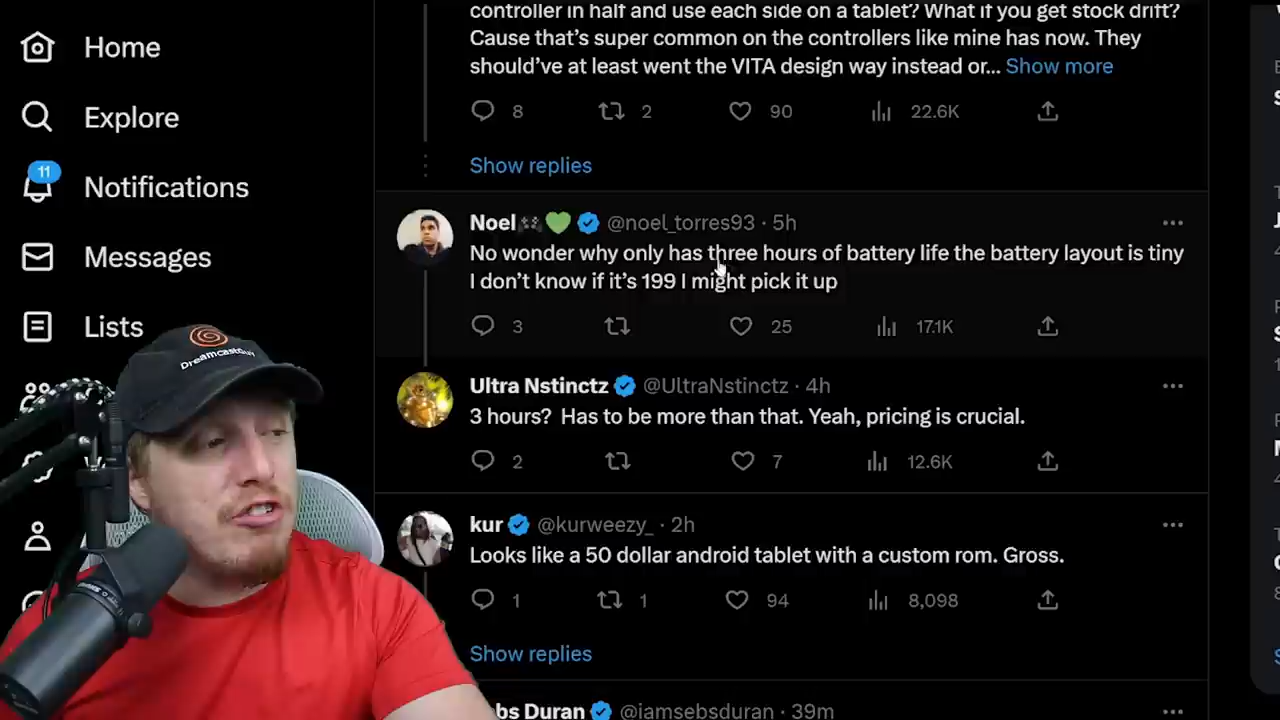 controller in half and use each side on a tablet? What if you get stock drift?
Cause that's super common on the controllers like mine has now. They
should've at least went the VITA design way instead or... Show more
8 2 90 22.6K
Show replies
Home
Explore
11
Notifications
Messages
Lists
Noel @noel_torres93 · 5h
No wonder why only has three hours of battery life the battery layout is tiny
I don't know if it's 199 I might pick it up
3 25 17.1K
Ultra Nstinctz @UltraNstinctz · 4h
3 hours? Has to be more than that. Yeah, pricing is crucial.
2 7 12.6K
kur @kurweezy_ · 2h
Looks like a 50 dollar android tablet with a custom rom. Gross.
1 1 94 8,098
Show replies
Duran @iamsebsduran · 39m
DreamcastGuy